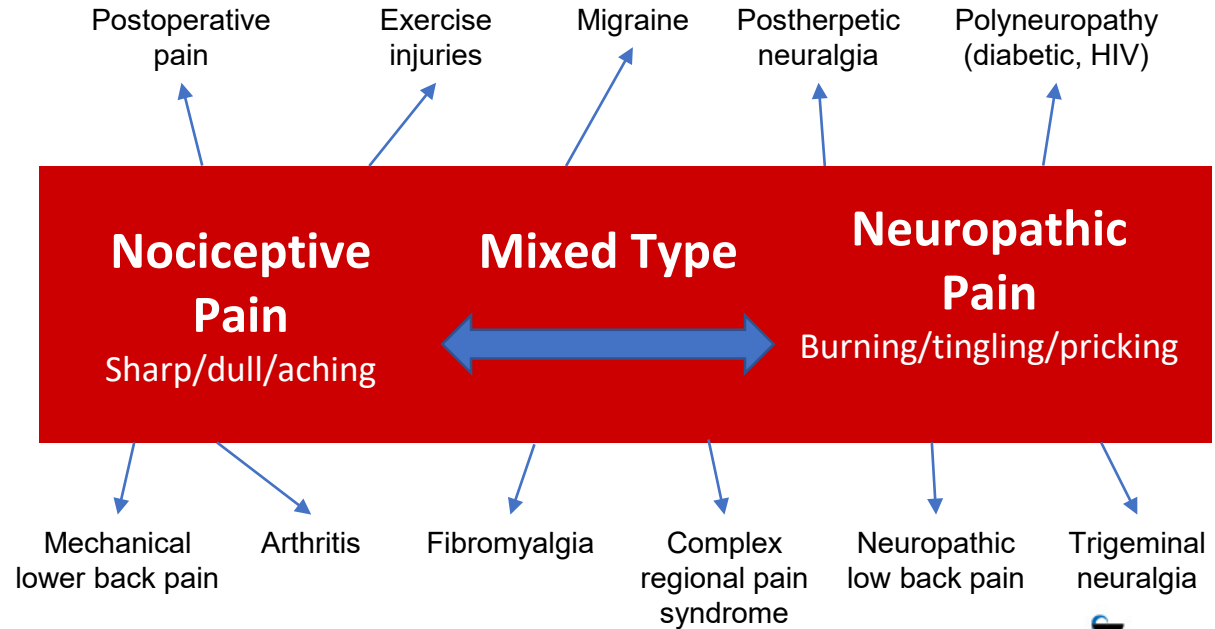 Postoperative
pain
Exercise
injuries
Migraine
Postherpetic
neuralgia
Polyneuropathy
(diabetic, HIV)
Nociceptive
Pain
Sharp/dull/aching
Mixed Type
Neuropathic
Pain
Burning/tingling/pricking
Mechanical
lower back pain
Arthritis
Fibromyalgia
Complex
regional pain
syndrome
Neuropathic
low back pain
Trigeminal
neuralgia